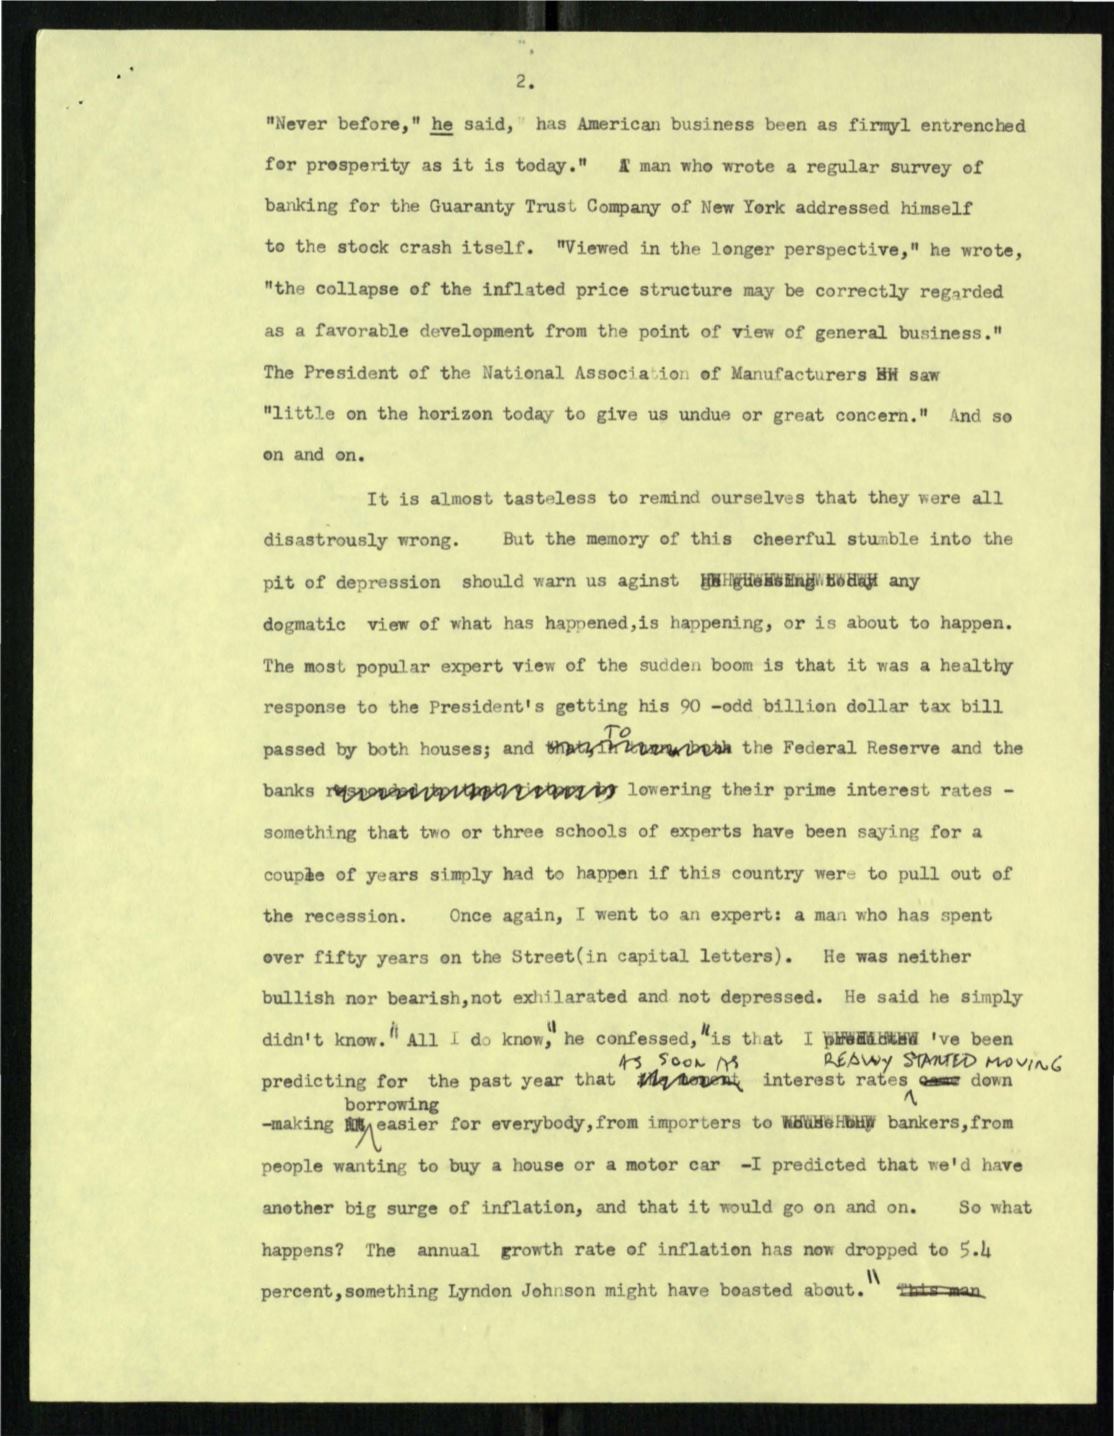 2.
"Never before," he said," has American business been as firmyl entrenched
for prosperity as it is today." A man who wrote a regular survey of
banking for the Guaranty Trust Company of New York addressed himself
to the stock crash itself. "Viewed in the longer perspective," he wrote,
"the collapse of the inflated price structure may be correctly regarded
as a favorable development from the point of view of general business."
The President of the National Association of Manufacturers saw
"little on the horizon today to give us undue or great concern." And so
on and on.
It is almost tasteless to remind ourselves that they were all
disastrously wrong. But the memory of this cheerful stumble into the
pit of depression should warn us aginst any
dogmatic view of what has happened,is happening, or is about to happen.
The most popular expert view of the sudden boom is that it was a healthy
response to the President's getting his 90 -odd billion dollar tax bill
TO
passed by both houses; and the Federal Reserve and the
banks lowering their prime interest rates -
something that two or three schools of experts have been saying for a
couple of years simply had to happen if this country were to pull out of
the recession. Once again, I went to an expert: a man who has spent
over fifty years on the Street(in capital letters). He was neither
bullish nor bearish,not exhilarated and not depressed. He said he simply
didn't know." All I do know," he confessed,"is that I predicted 've been
AS SOON AS REALLY STARTED MOVING
predicting for the past year that the moment interest rates came down
borrowing
-making easier for everybody,from importers to bankers,from
people wanting to buy a house or a motor car -I predicted that we'd have
another big surge of inflation, and that it would go on and on. So what
happens? The annual growth rate of inflation has now dropped to 5.4
percent,something Lyndon Johnson might have boasted about." This man